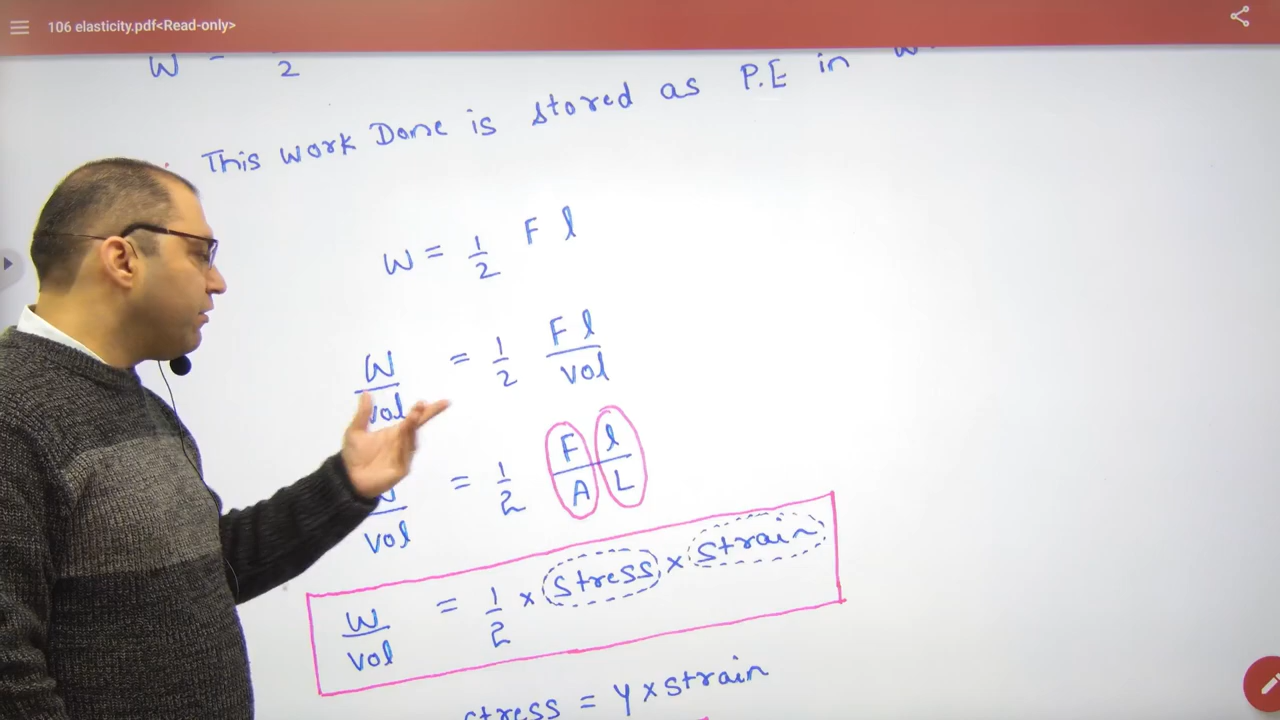 106 elasticity.pdf<Read-only>
W = 2
This work Done is stored as P.E in w
W = 1/2 F l
W/vol = 1/2 F l/vol
W/vol = 1/2 F l/A L
W/vol = 1/2 × stress × strain
stress = Y × strain